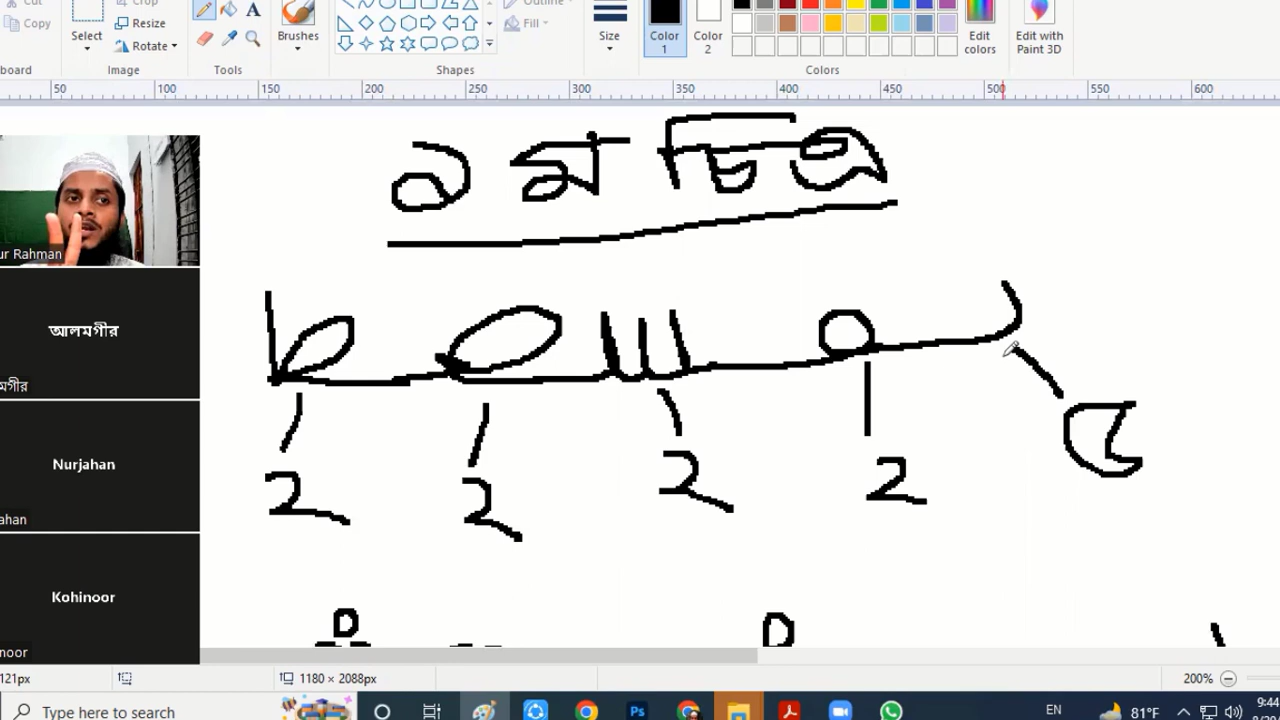 Select
Crop
Resize
Rotate
Copy
Image
Tools
Brushes
Shapes
Outline
Fill
Size
Color 1
Color 2
Edit colors
Edit with Paint 3D
Colors
50 100 150 200 250 300 350 400 450 500 550 600
১ ম চিত্র
2 2 2 2
ur Rahman
আলমগীর
মগীর
Nurjahan
ahan
Kohinoor
noor
121px
1180 × 2088px
200%
Type here to search
Ps
81°F
EN
9:44